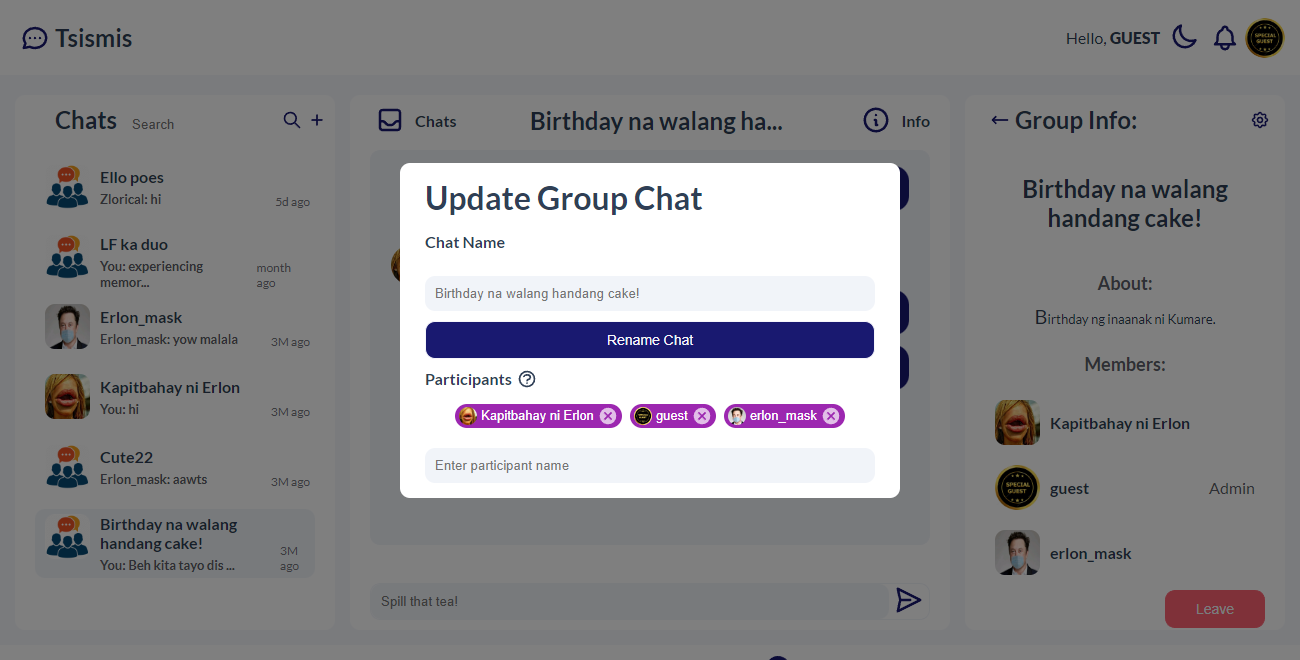 Tsismis
Hello, GUEST
SPECIAL
GUEST
Chats
Search
Ello poes
Zlorical: hi
5d ago
LF ka duo
You: experiencing
memor...
month
ago
Erlon_mask
Erlon_mask: yow malala
3M ago
Kapitbahay ni Erlon
You: hi
3M ago
Cute22
Erlon_mask: aawts
3M ago
Birthday na walang
handang cake!
You: Beh kita tayo dis ...
3M
ago
Chats
Birthday na walang ha...
Info
Update Group Chat
Chat Name
Birthday na walang handang cake!
Rename Chat
Participants
Kapitbahay ni Erlon
guest
erlon_mask
Enter participant name
Spill that tea!
Group Info:
Birthday na walang
handang cake!
About:
Birthday ng inaanak ni Kumare.
Members:
Kapitbahay ni Erlon
SPECIAL
GUEST
guest
Admin
erlon_mask
Leave